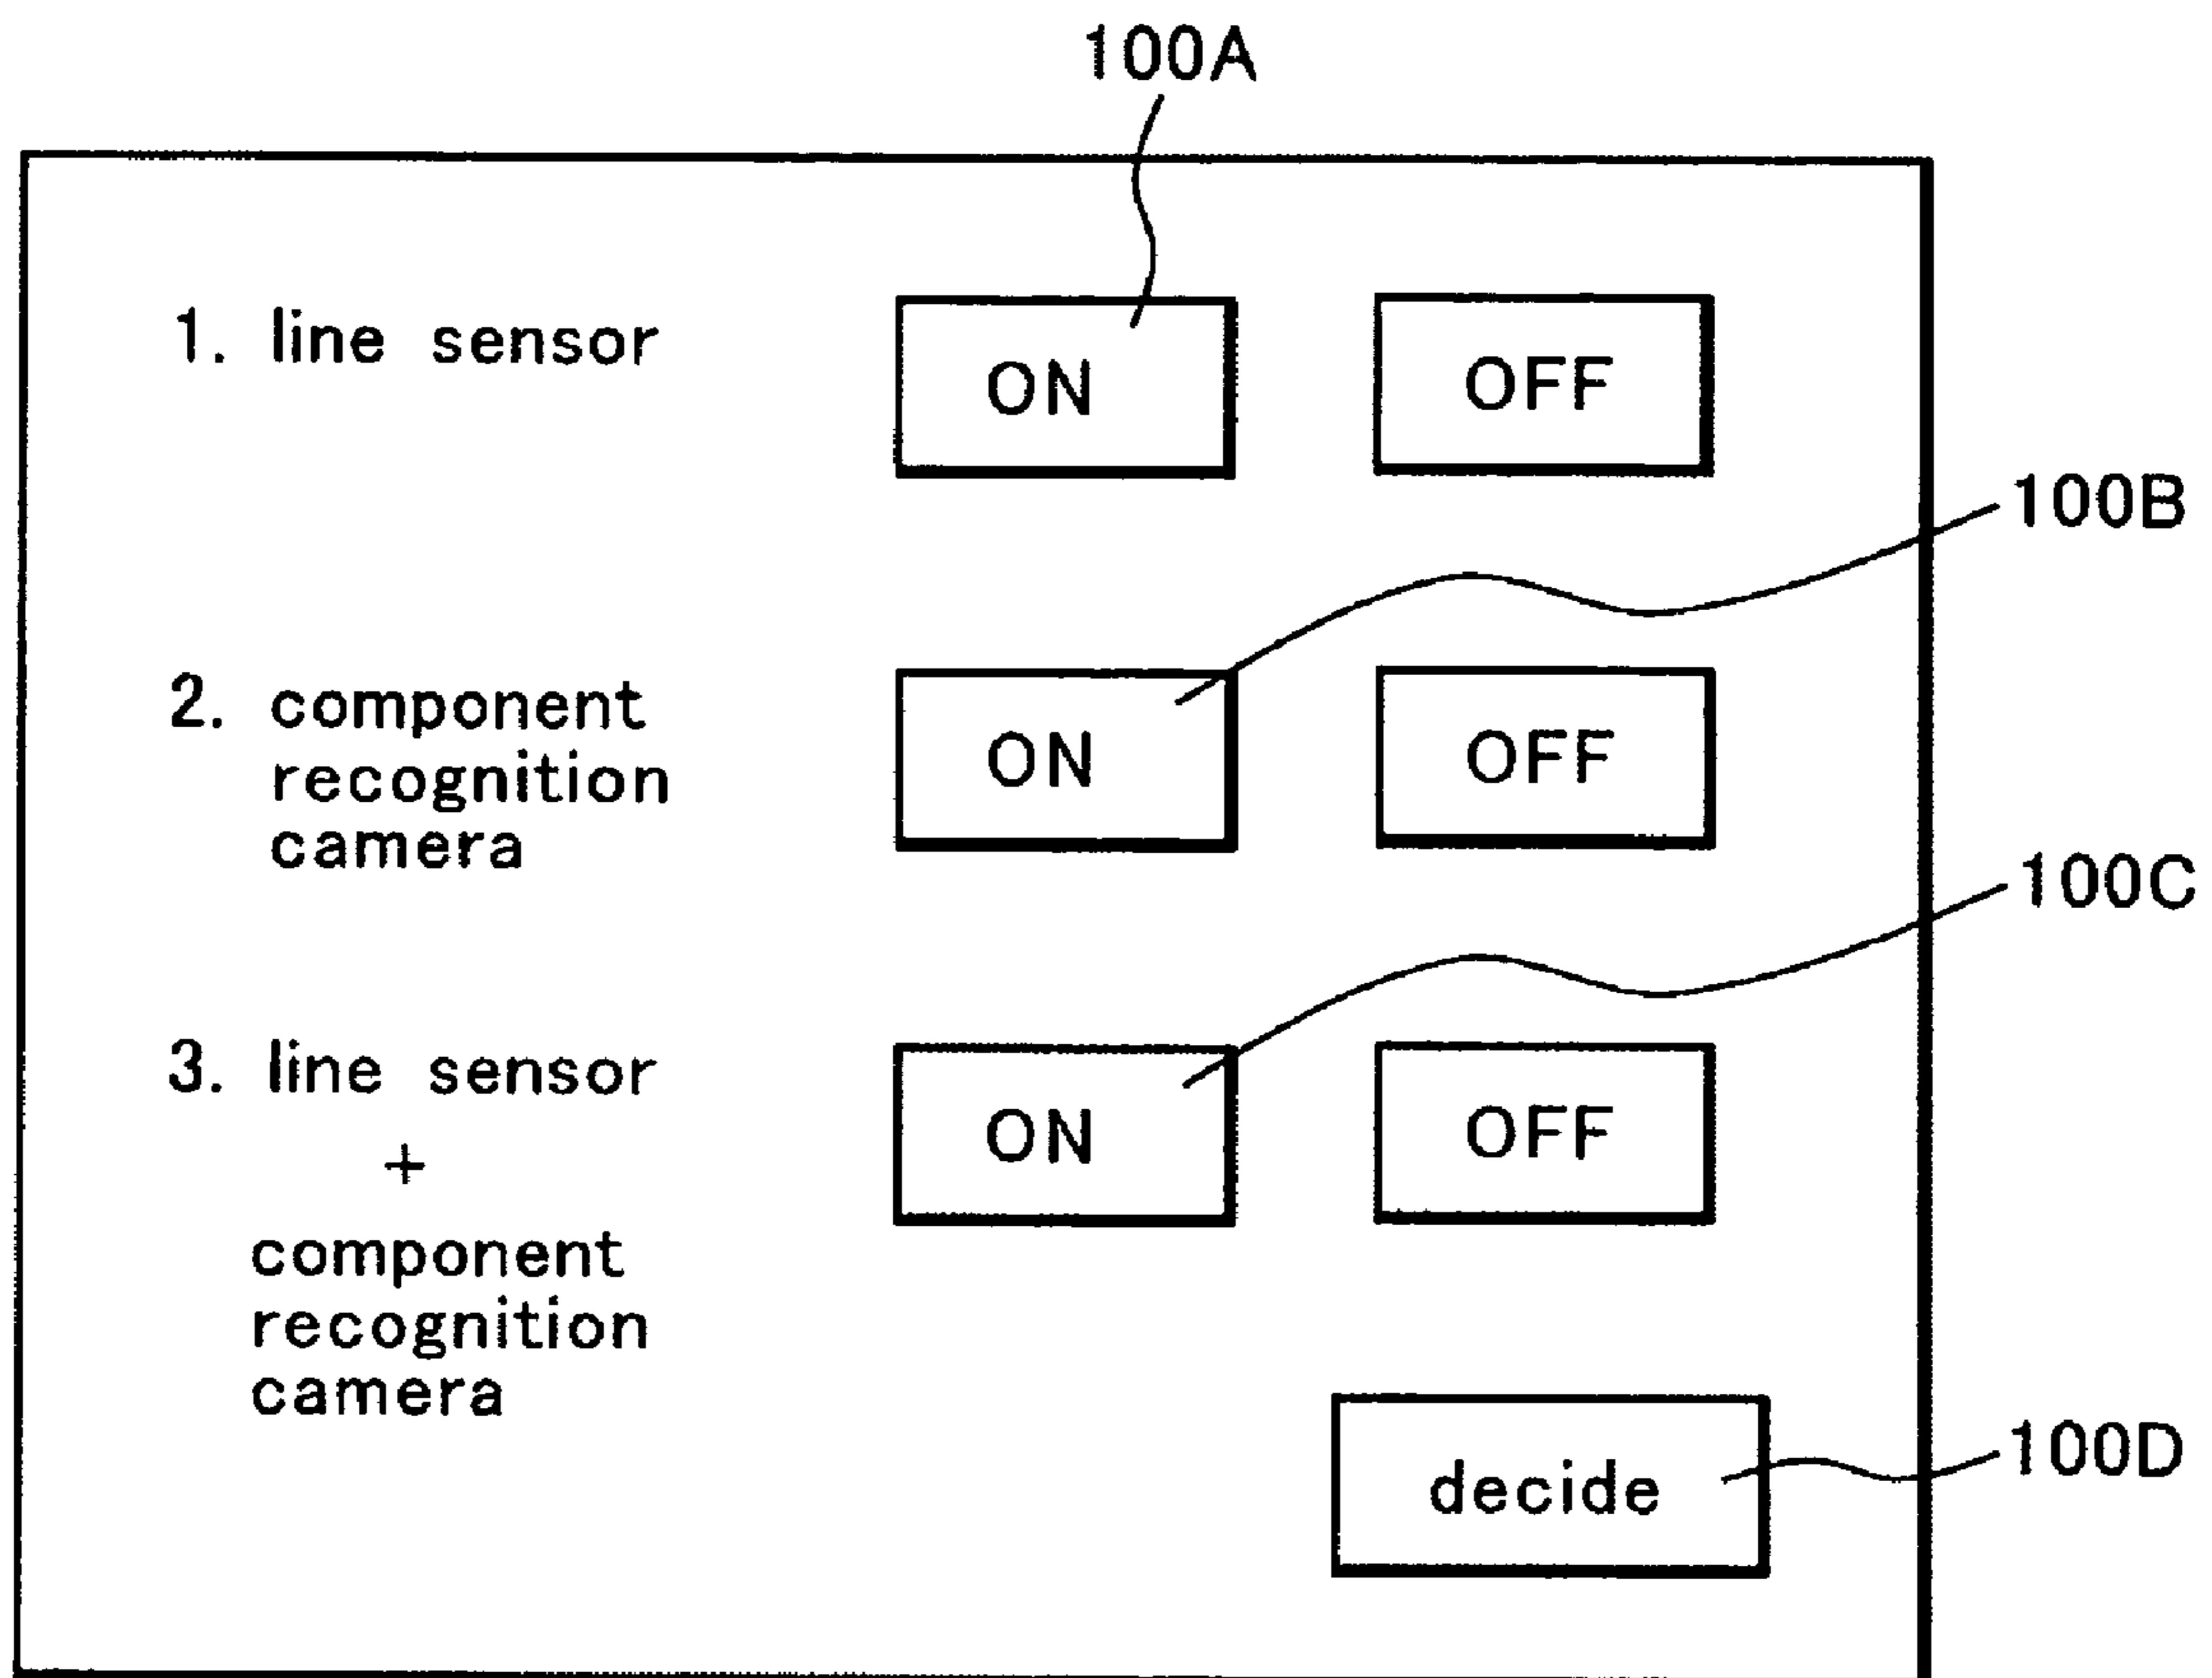 100A
1. line sensor
ON OFF
100B
2. component
recognition
camera
ON OFF
100C
3. line sensor
+
component
recognition
camera
ON OFF
decide
100D